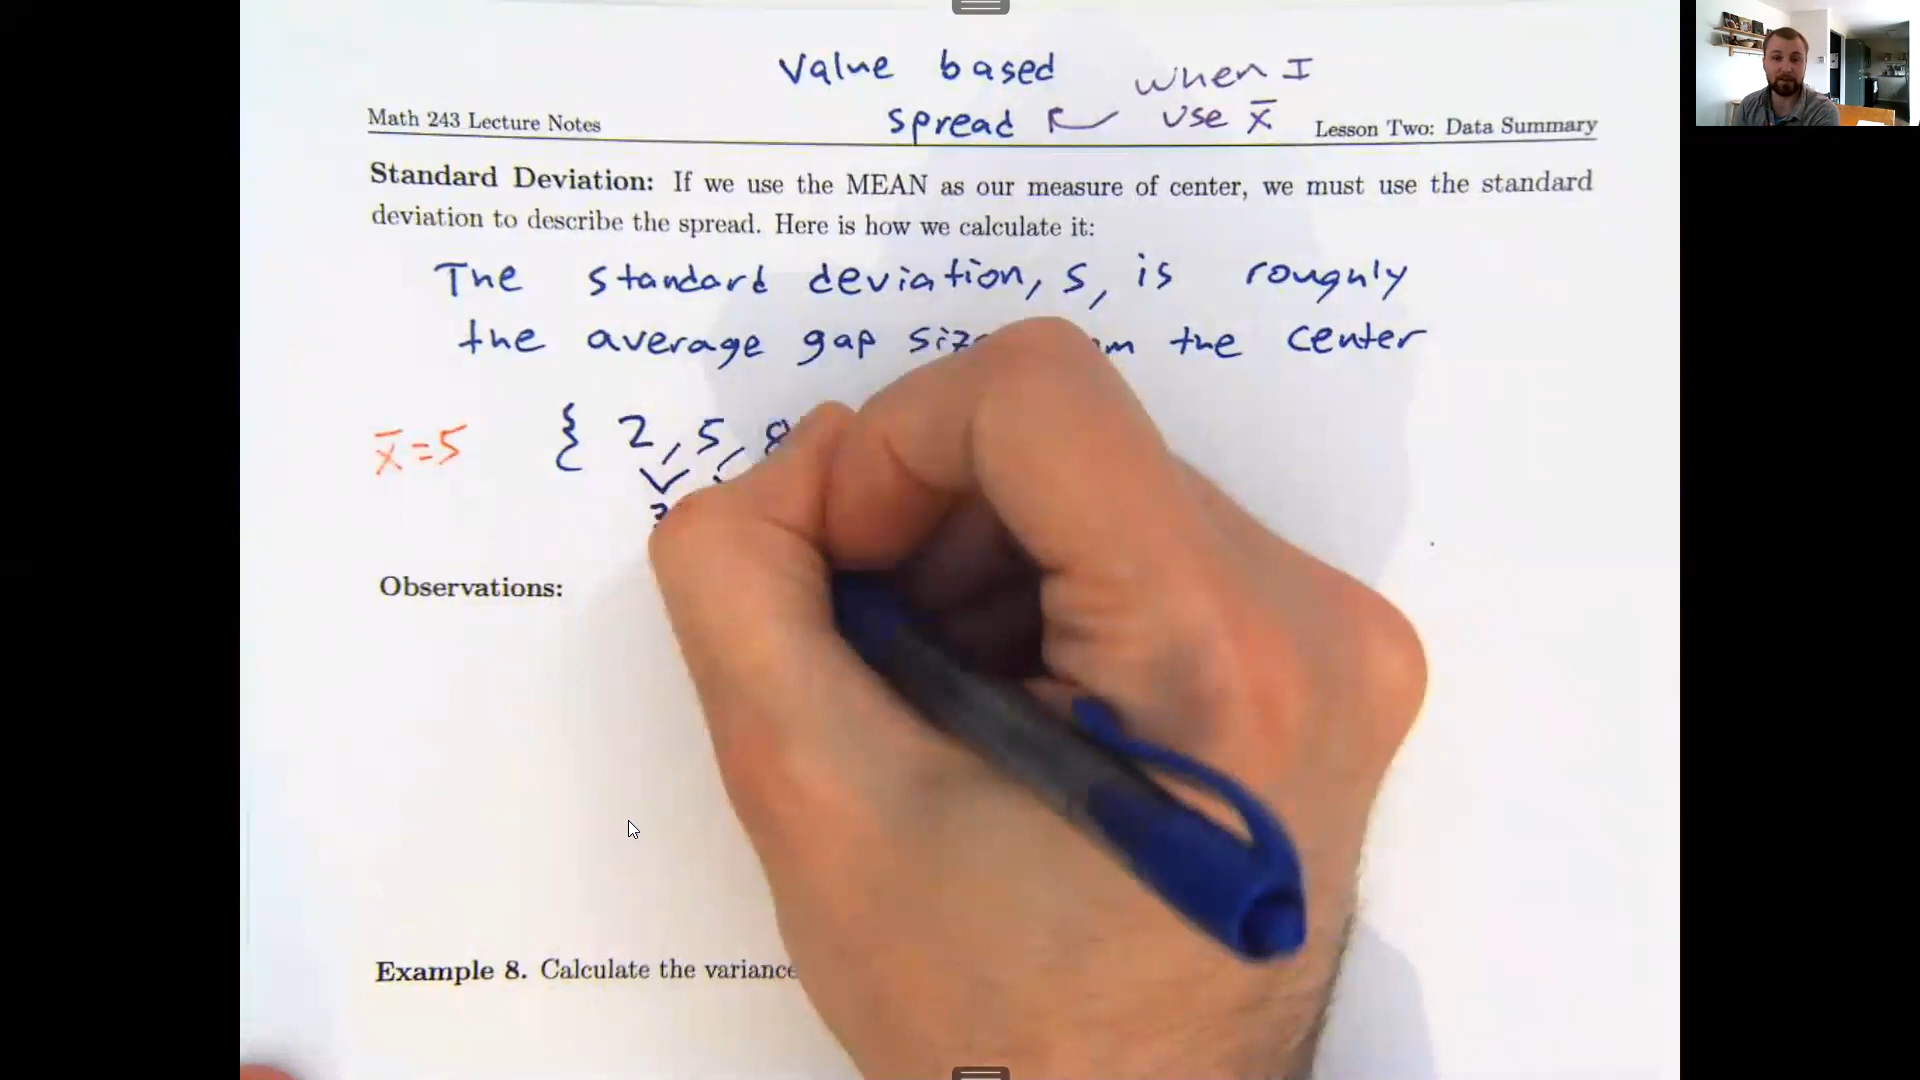 Value based when I
spread use x̄
Math 243 Lecture Notes Lesson Two: Data Summary
Standard Deviation: If we use the MEAN as our measure of center, we must use the standard
deviation to describe the spread. Here is how we calculate it:
The standard deviation, s, is roughly
the average gap the center
x̄=5 { 2, 5, 8
Observations:
Example 8. Calculate the variance